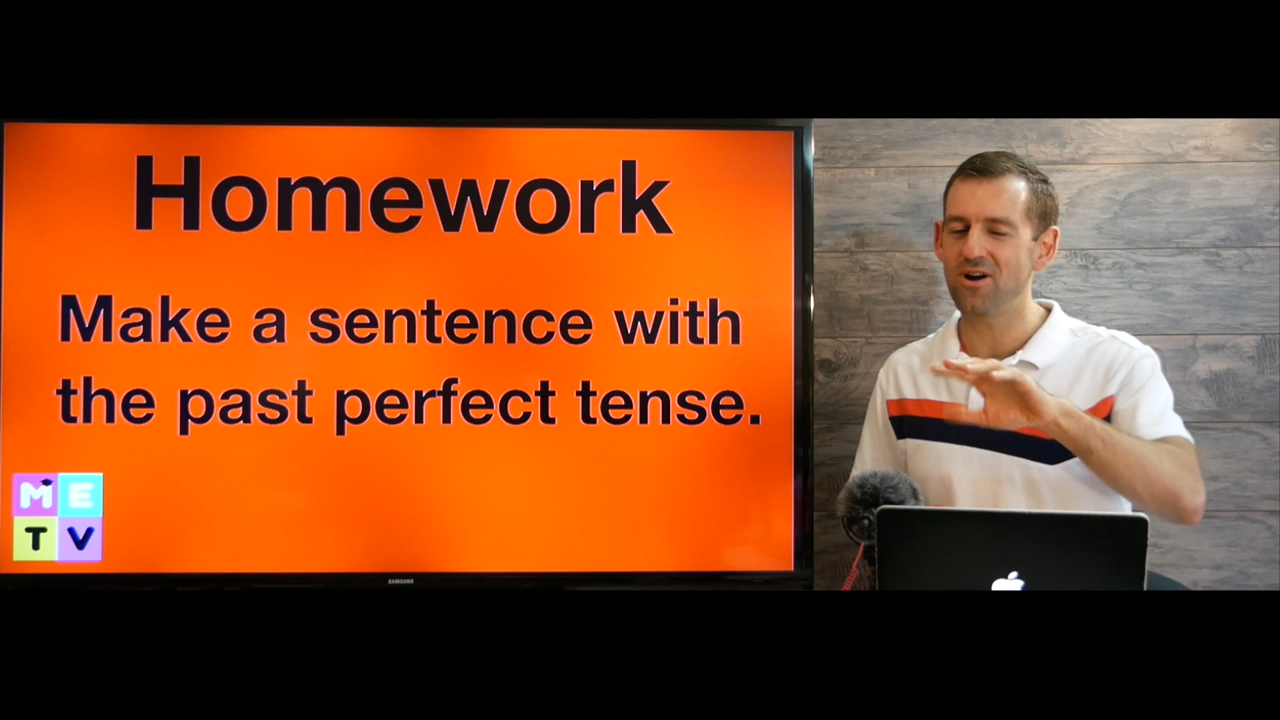 Homework
Make a sentence with
the past perfect tense.
M E
T V
SAMSUNG